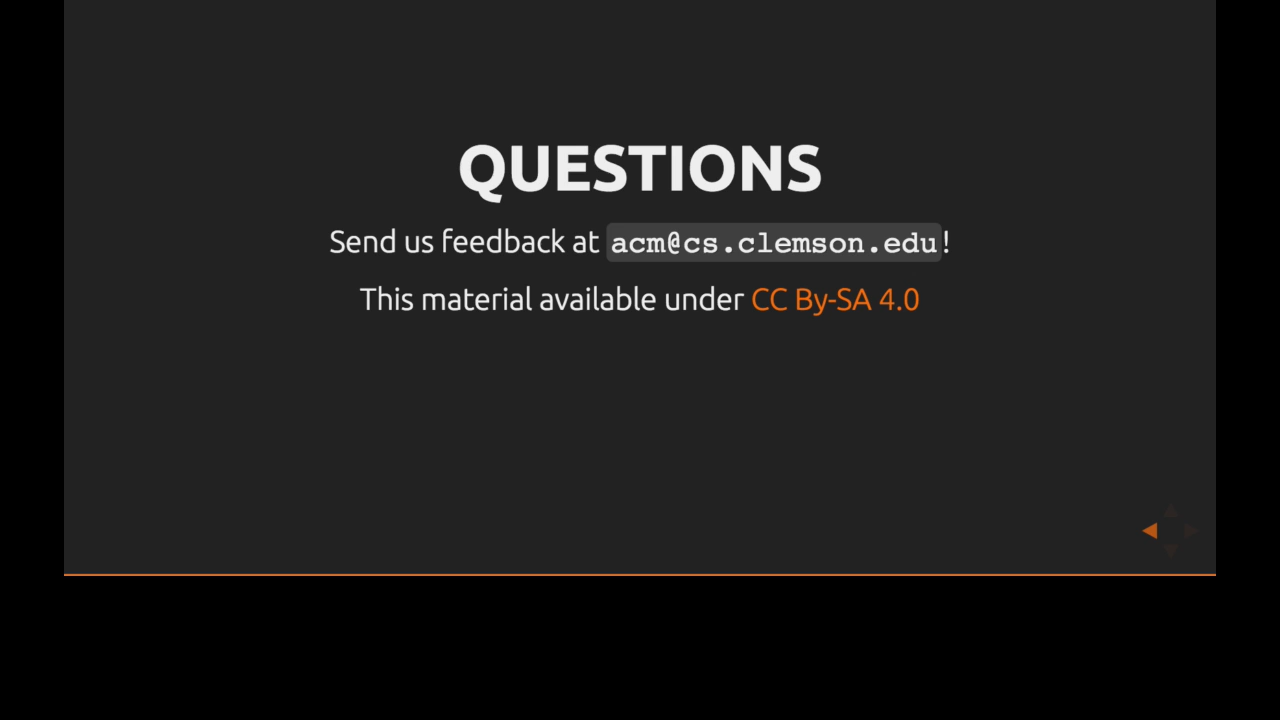 QUESTIONS
Send us feedback at acm@cs.clemson.edu!
This material available under CC By-SA 4.0